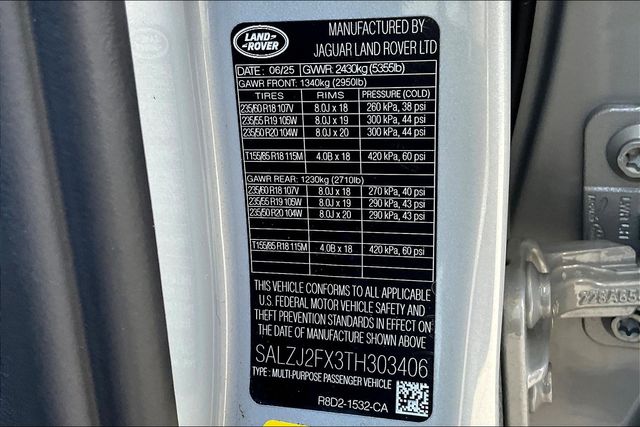 LAND ROVER
MANUFACTURED BY
JAGUAR LAND ROVER LTD
DATE : 06/25 GVWR: 2430kg (5355lb)
GAWR FRONT: 1340kg (2950lb)
TIRES RIMS PRESSURE (COLD)
235/60 R18 107V 8.0J x 18 260 kPa, 38 psi
235/55 R19 105W 8.0J x 19 300 kPa, 44 psi
235/50 R20 104W 8.0J x 20 300 kPa, 44 psi
T155/85 R18 115M 4.0B x 18 420 kPa, 60 psi
GAWR REAR: 1230kg (2710lb)
235/60 R18 107V 8.0J x 18 270 kPa, 40 psi
235/55 R19 105W 8.0J x 19 290 kPa, 43 psi
235/50 R20 104W 8.0J x 20 290 kPa, 43 psi
T155/85 R18 115M 4.0B x 18 420 kPa, 60 psi
THIS VEHICLE CONFORMS TO ALL APPLICABLE
U.S. FEDERAL MOTOR VEHICLE SAFETY AND
THEFT PREVENTION STANDARDS IN EFFECT ON
THE DATE OF MANUFACTURE SHOWN ABOVE
SALZJ2FX3TH303406
TYPE : MULTI-PURPOSE PASSENGER VEHICLE
R8D2-1532-CA